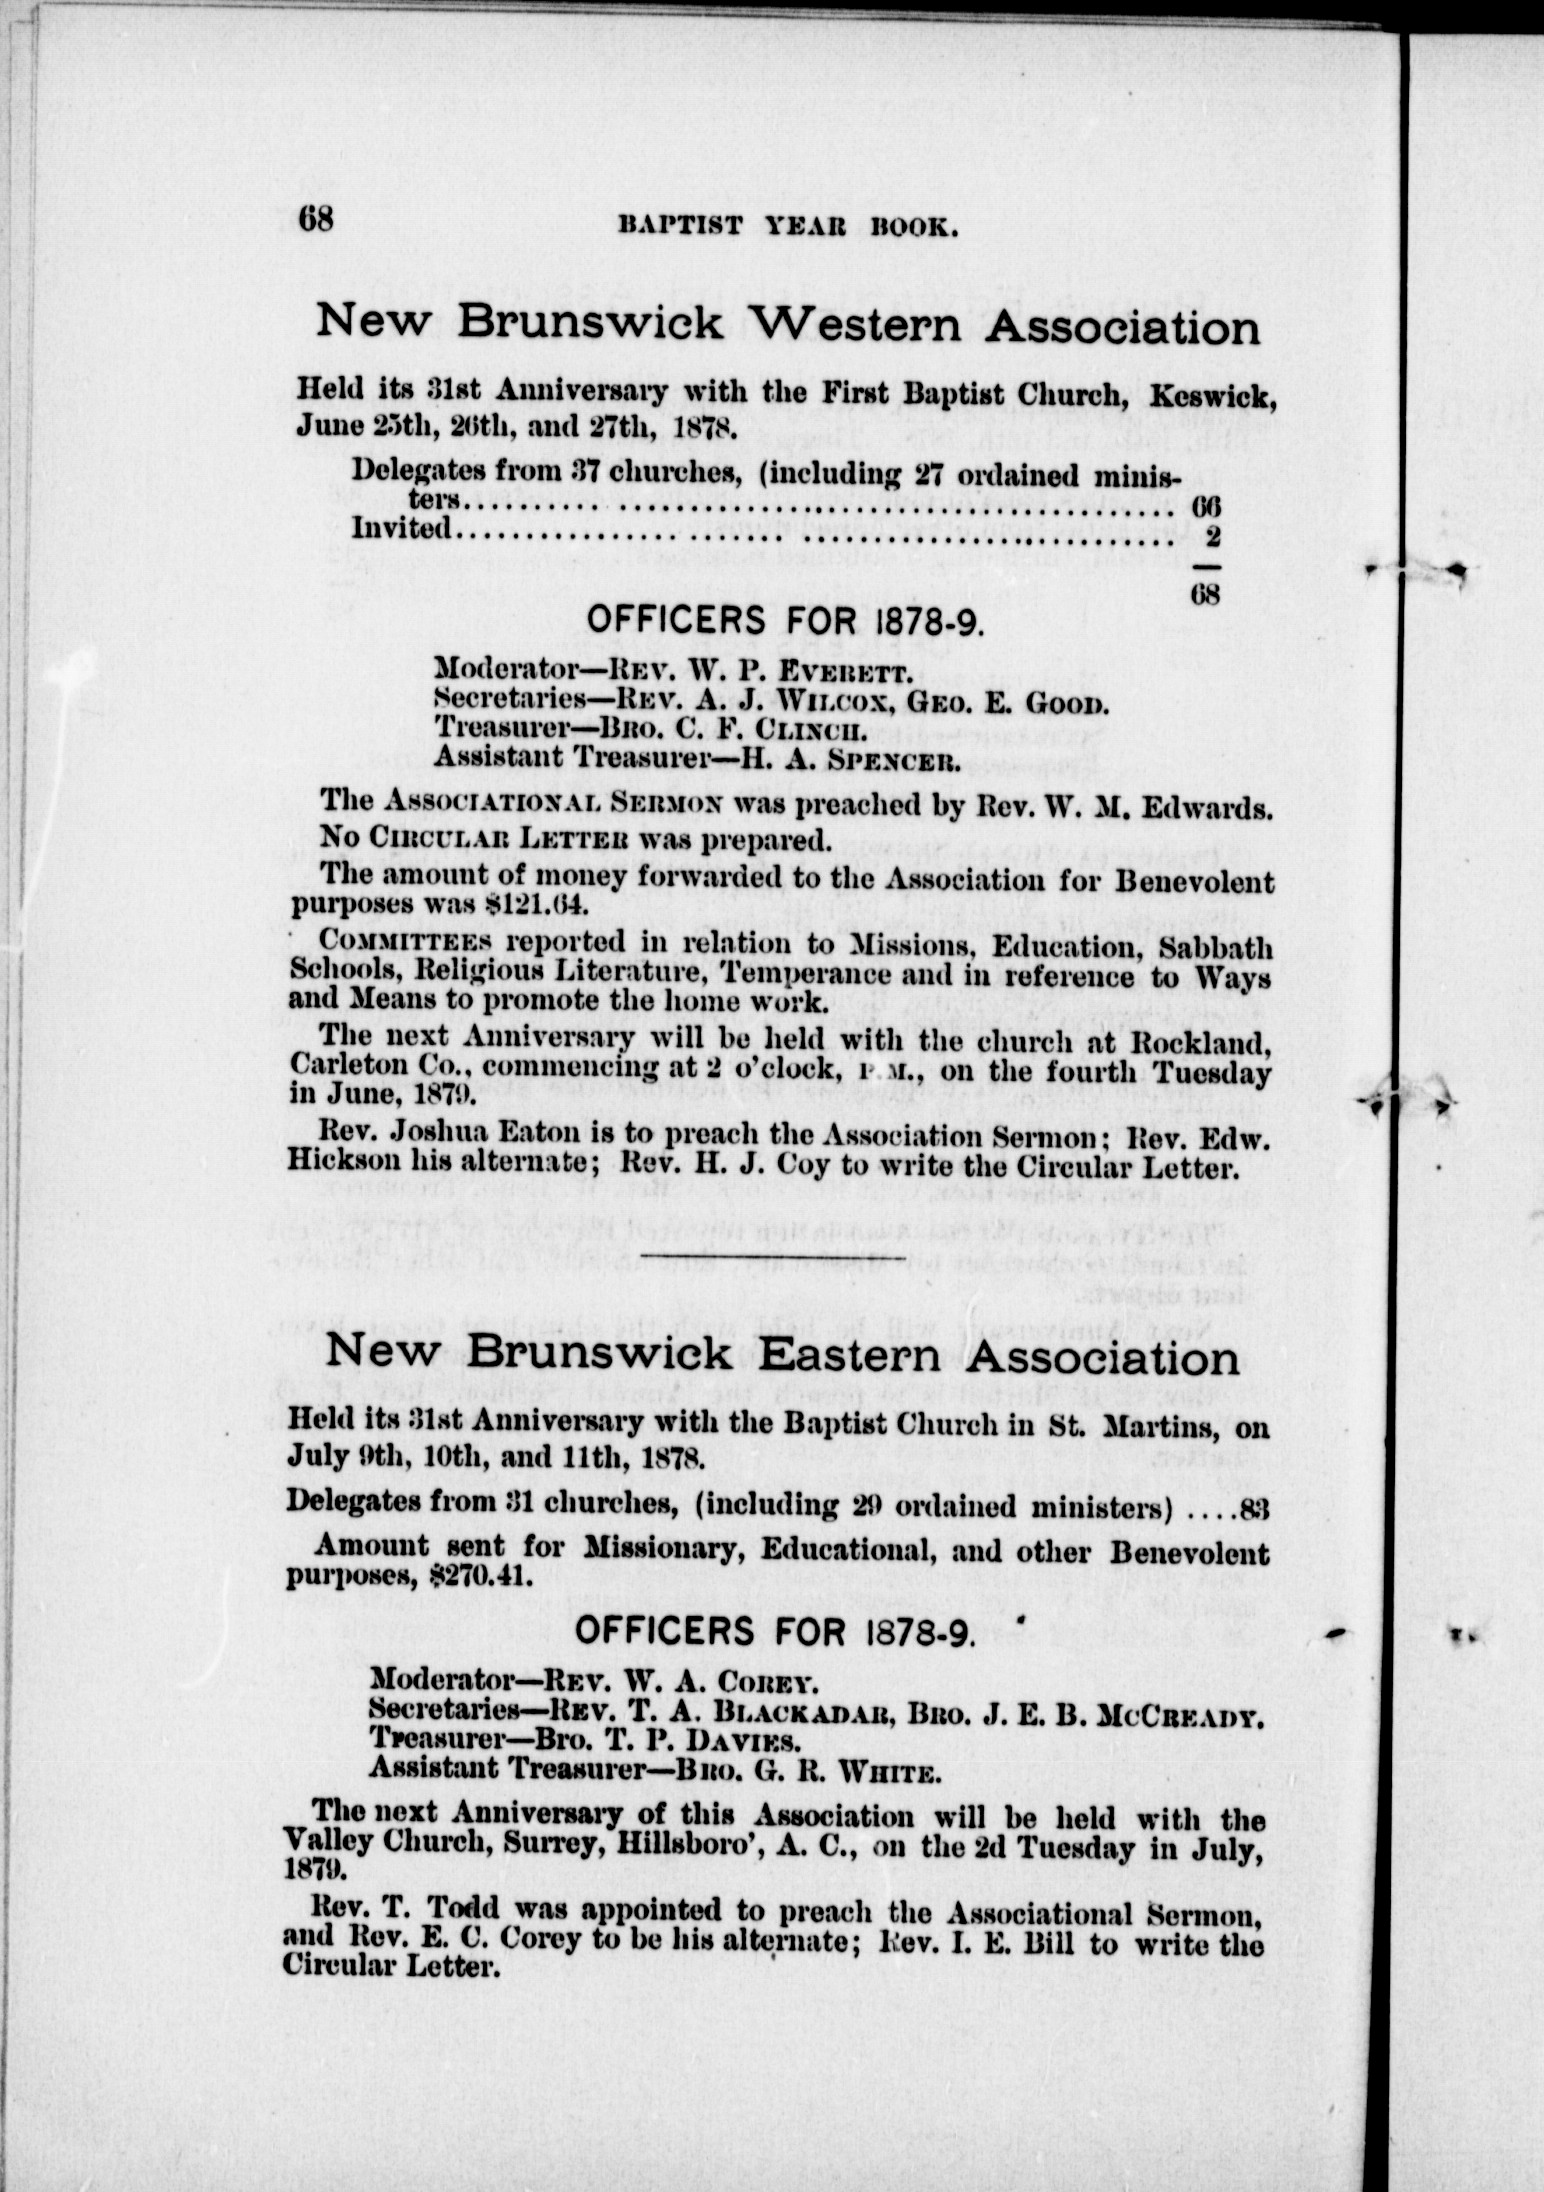 68 BAPTIST YEAR BOOK.
New Brunswick Western Association
Held its 31st Anniversary with the First Baptist Church, Keswick,
June 25th, 26th, and 27th, 1878.
Delegates from 37 churches, (including 27 ordained minis-
ters.................................................... 66
Invited.................................................... 2
68
OFFICERS FOR 1878-9.
Moderator—REV. W. P. EVERETT.
Secretaries—REV. A. J. WILCOX, GEO. E. GOOD.
Treasurer—BRO. C. F. CLINCH.
Assistant Treasurer—H. A. SPENCER.
The ASSOCIATIONAL SERMON was preached by Rev. W. M. Edwards.
No CIRCULAR LETTER was prepared.
The amount of money forwarded to the Association for Benevolent
purposes was $121.64.
COMMITTEES reported in relation to Missions, Education, Sabbath
Schools, Religious Literature, Temperance and in reference to Ways
and Means to promote the home work.
The next Anniversary will be held with the church at Rockland,
Carleton Co., commencing at 2 o'clock, P. M., on the fourth Tuesday
in June, 1879.
Rev. Joshua Eaton is to preach the Association Sermon; Rev. Edw.
Hickson his alternate; Rev. H. J. Coy to write the Circular Letter.
New Brunswick Eastern Association
Held its 31st Anniversary with the Baptist Church in St. Martins, on
July 9th, 10th, and 11th, 1878.
Delegates from 31 churches, (including 29 ordained ministers) ....83
Amount sent for Missionary, Educational, and other Benevolent
purposes, $270.41.
OFFICERS FOR 1878-9.
Moderator—REV. W. A. COREY.
Secretaries—REV. T. A. BLACKADAR, BRO. J. E. B. MCCREADY.
Treasurer—Bro. T. P. DAVIES.
Assistant Treasurer—BRO. G. R. WHITE.
The next Anniversary of this Association will be held with the
Valley Church, Surrey, Hillsboro', A. C., on the 2d Tuesday in July,
1879.
Rev. T. Todd was appointed to preach the Associational Sermon,
and Rev. E. C. Corey to be his alternate; Rev. I. E. Bill to write the
Circular Letter.